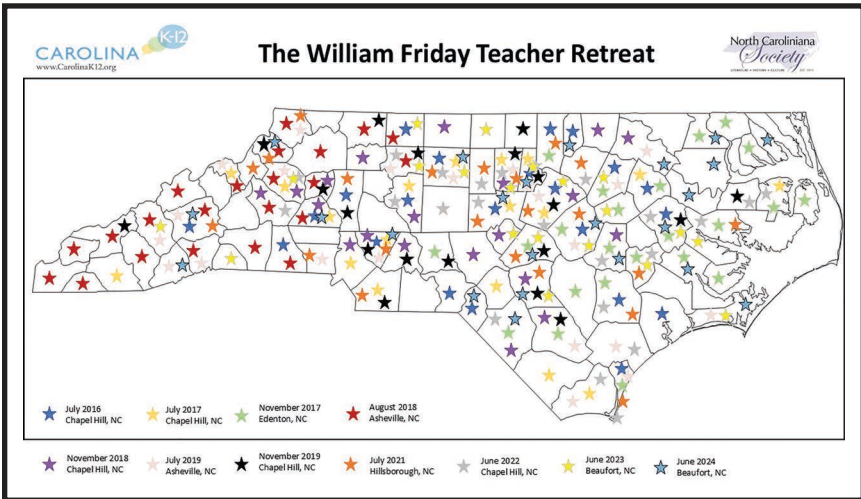 CAROLINA K-12
www.CarolinaK12.org
The William Friday Teacher Retreat
North Caroliniana
Society
July 2016
Chapel Hill, NC
July 2017
Chapel Hill, NC
November 2017
Edenton, NC
August 2018
Asheville, NC
November 2018
Chapel Hill, NC
July 2019
Asheville, NC
November 2019
Chapel Hill, NC
July 2021
Hillsborough, NC
June 2022
Chapel Hill, NC
June 2023
Beaufort, NC
June 2024
Beaufort, NC